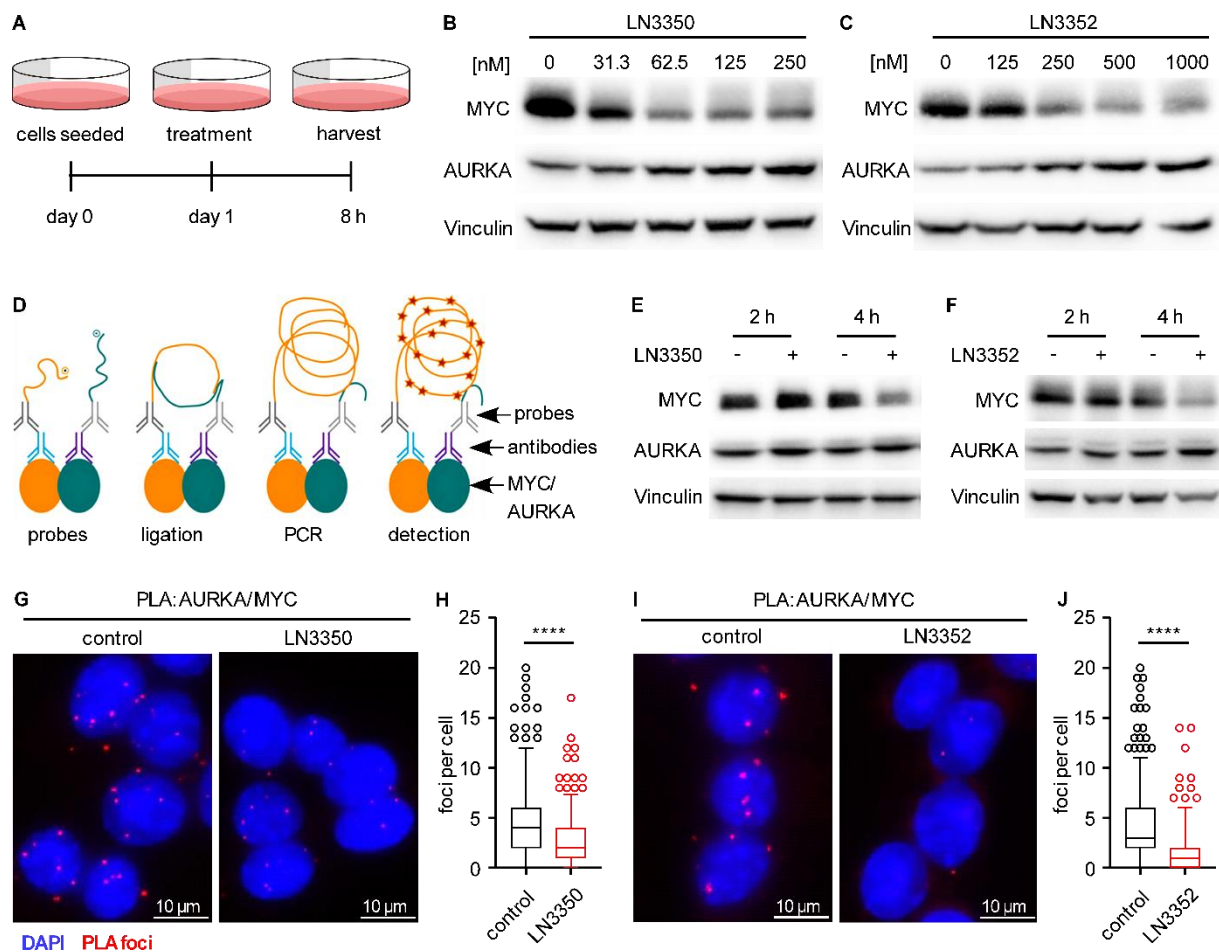 A
cells seeded treatment harvest
day 0 day 1 8 h
B
LN3350
[nM] 0 31.3 62.5 125 250
MYC
AURKA
Vinculin
C
LN3352
[nM] 0 125 250 500 1000
MYC
AURKA
Vinculin
D
probes
antibodies
MYC/
AURKA
probes ligation PCR detection
E
2 h 4 h
LN3350 - + - +
MYC
AURKA
Vinculin
F
2 h 4 h
LN3352 - + - +
MYC
AURKA
Vinculin
G
PLA: AURKA/MYC
control LN3350
10 µm 10 µm
DAPI PLA foci
H
25
20
15
10
5
0
foci per cell
****
control LN3350
I
PLA: AURKA/MYC
control LN3352
10 µm 10 µm
J
25
20
15
10
5
0
foci per cell
****
control LN3352